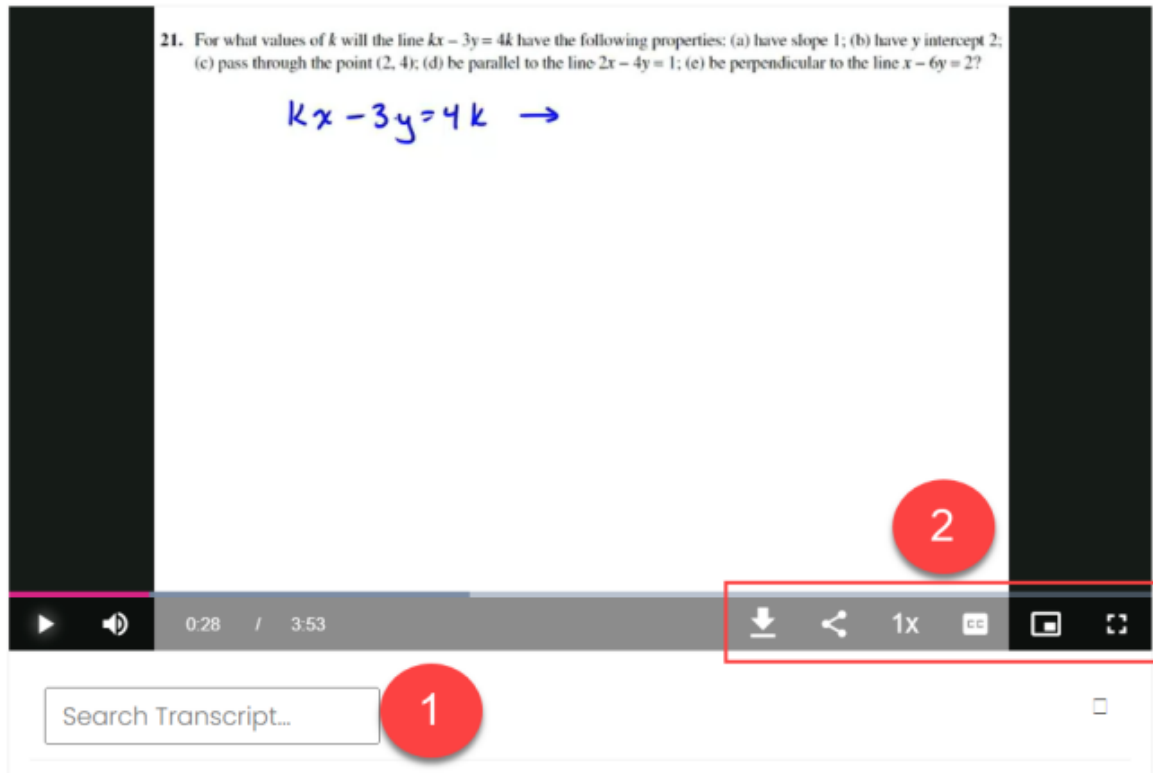 21. For what values of k will the line kx – 3y = 4k have the following properties: (a) have slope 1; (b) have y intercept 2;
(c) pass through the point (2, 4); (d) be parallel to the line 2x – 4y = 1; (e) be perpendicular to the line x – 6y = 2?
kx – 3y = 4k →
2
0:28 / 3:53 1x CC
Search Transcript... 1